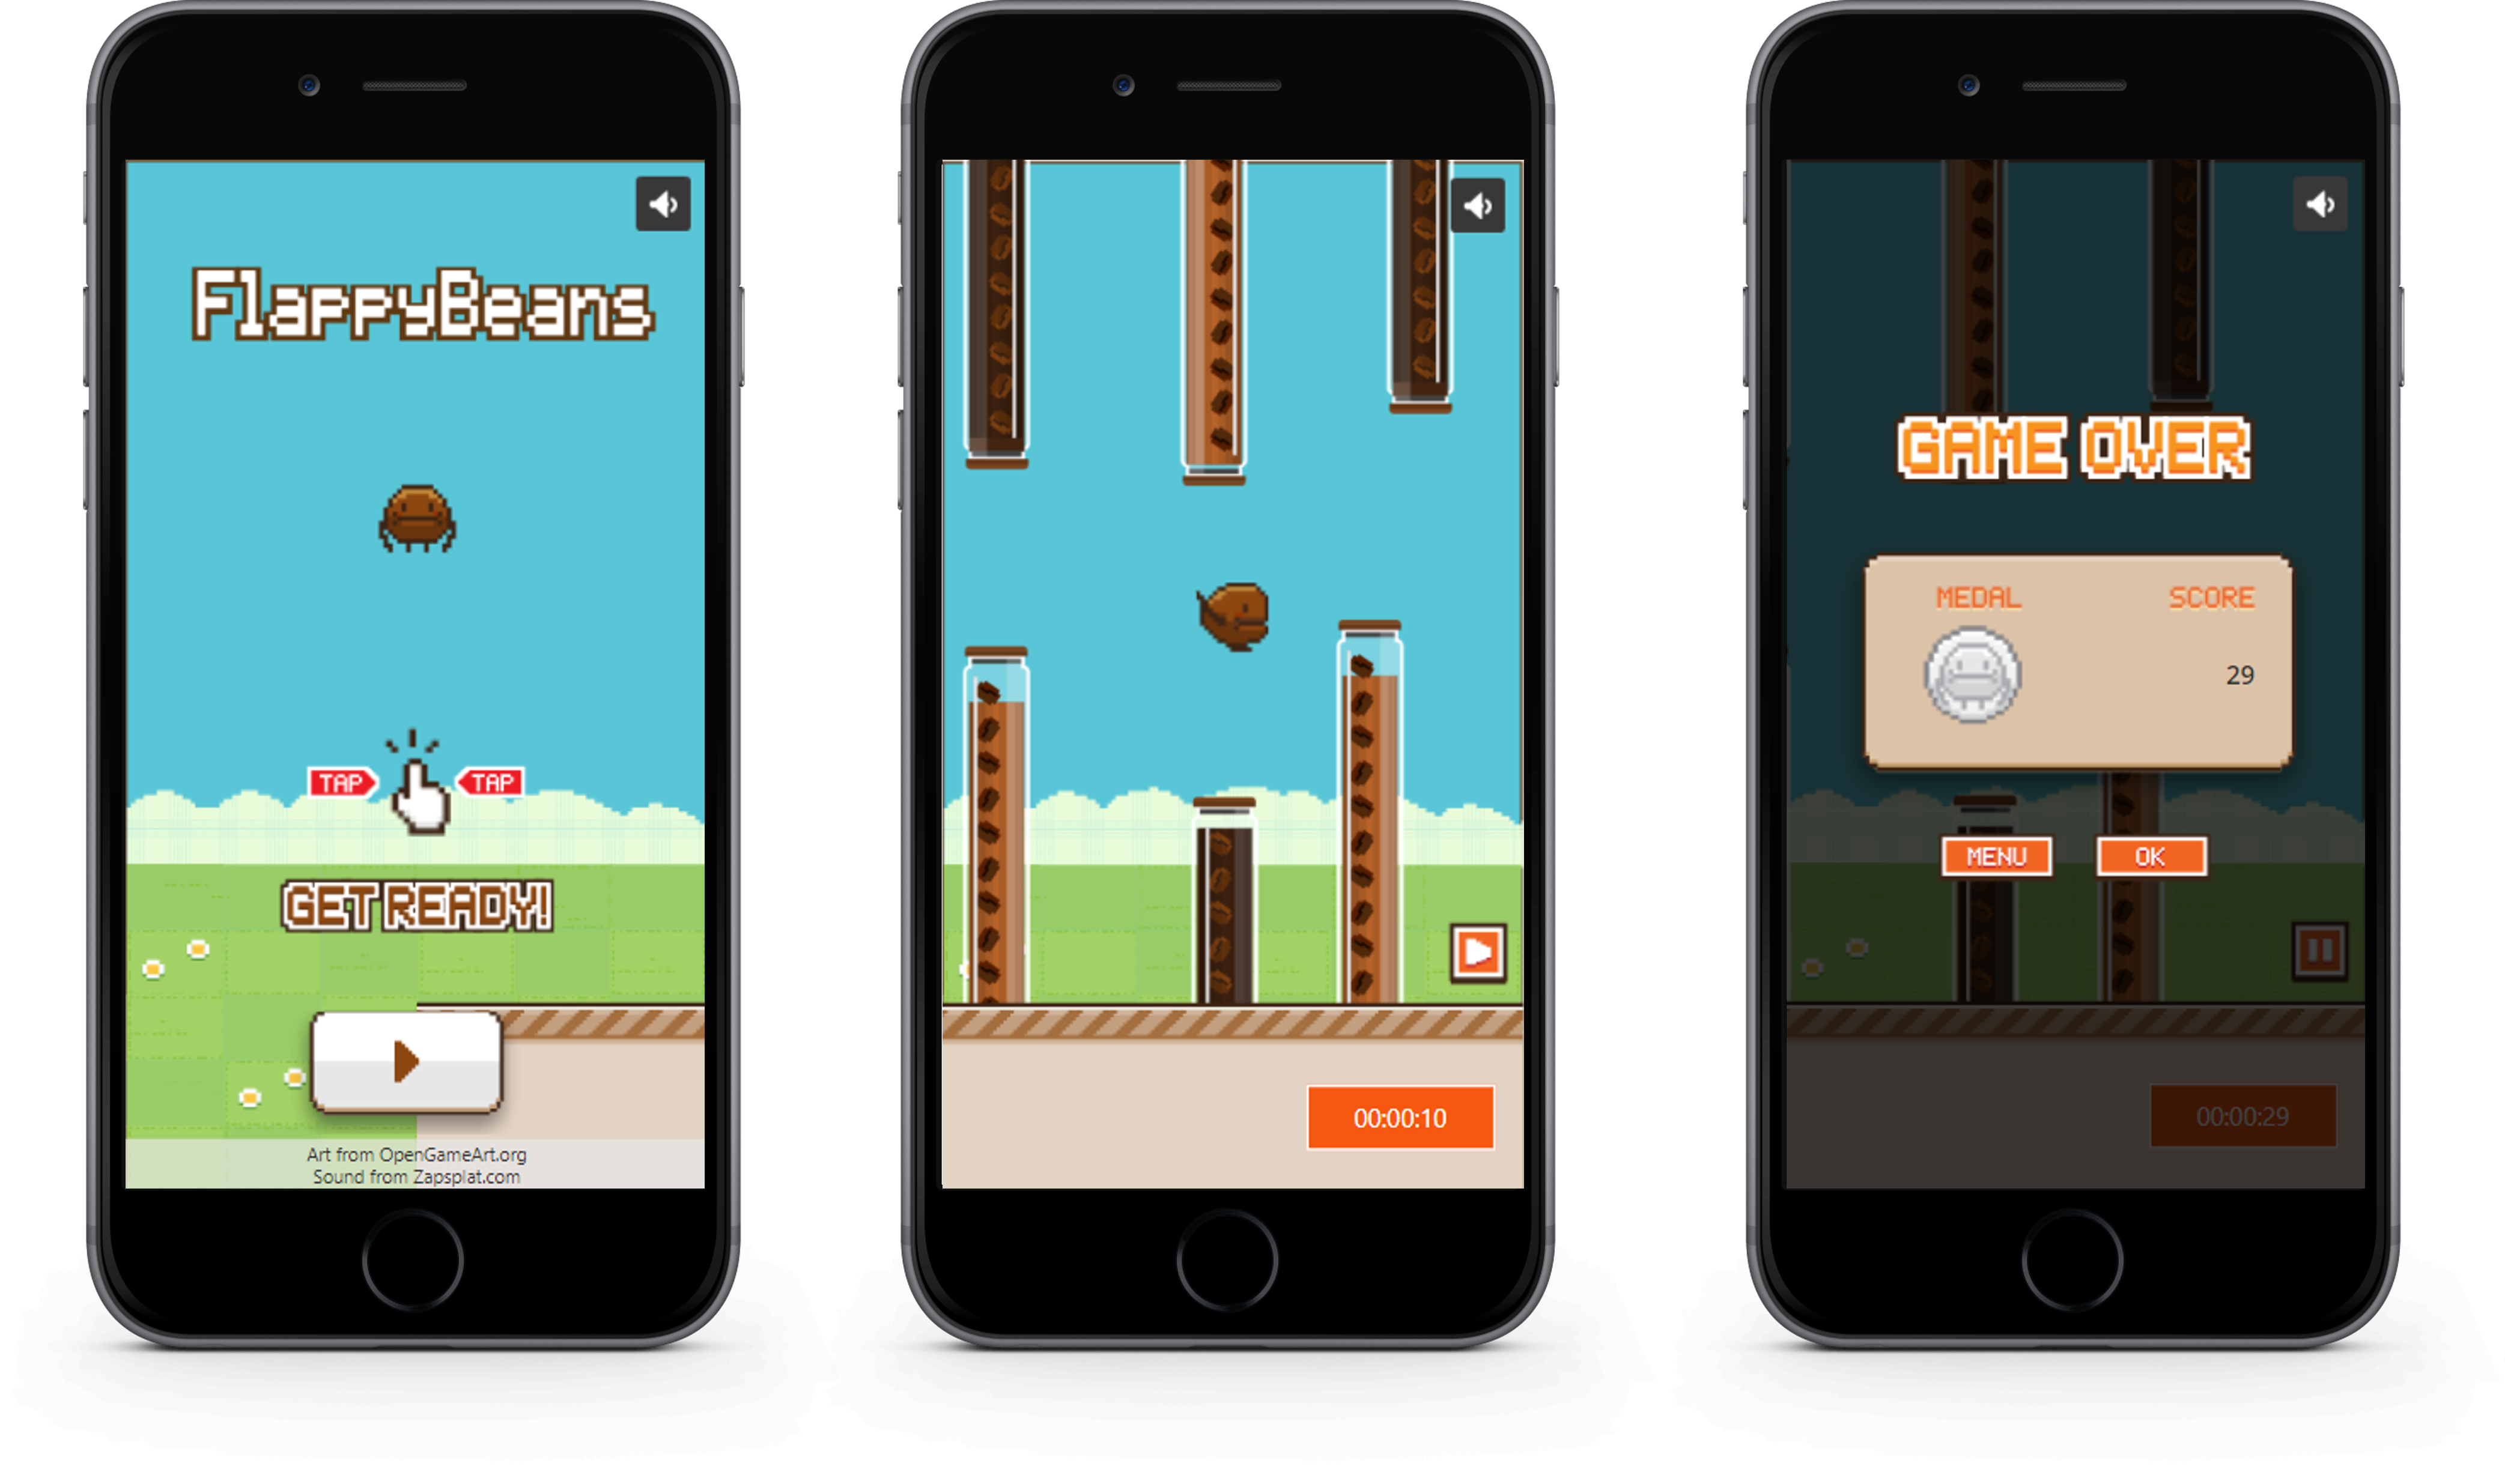 FlappyBeans
TAP
TAP
GET READY!
Art from OpenGameArt.org
Sound from Zapsplat.com
00:00:10
GAME OVER
MEDAL
SCORE
29
MENU
OK
00:00:29